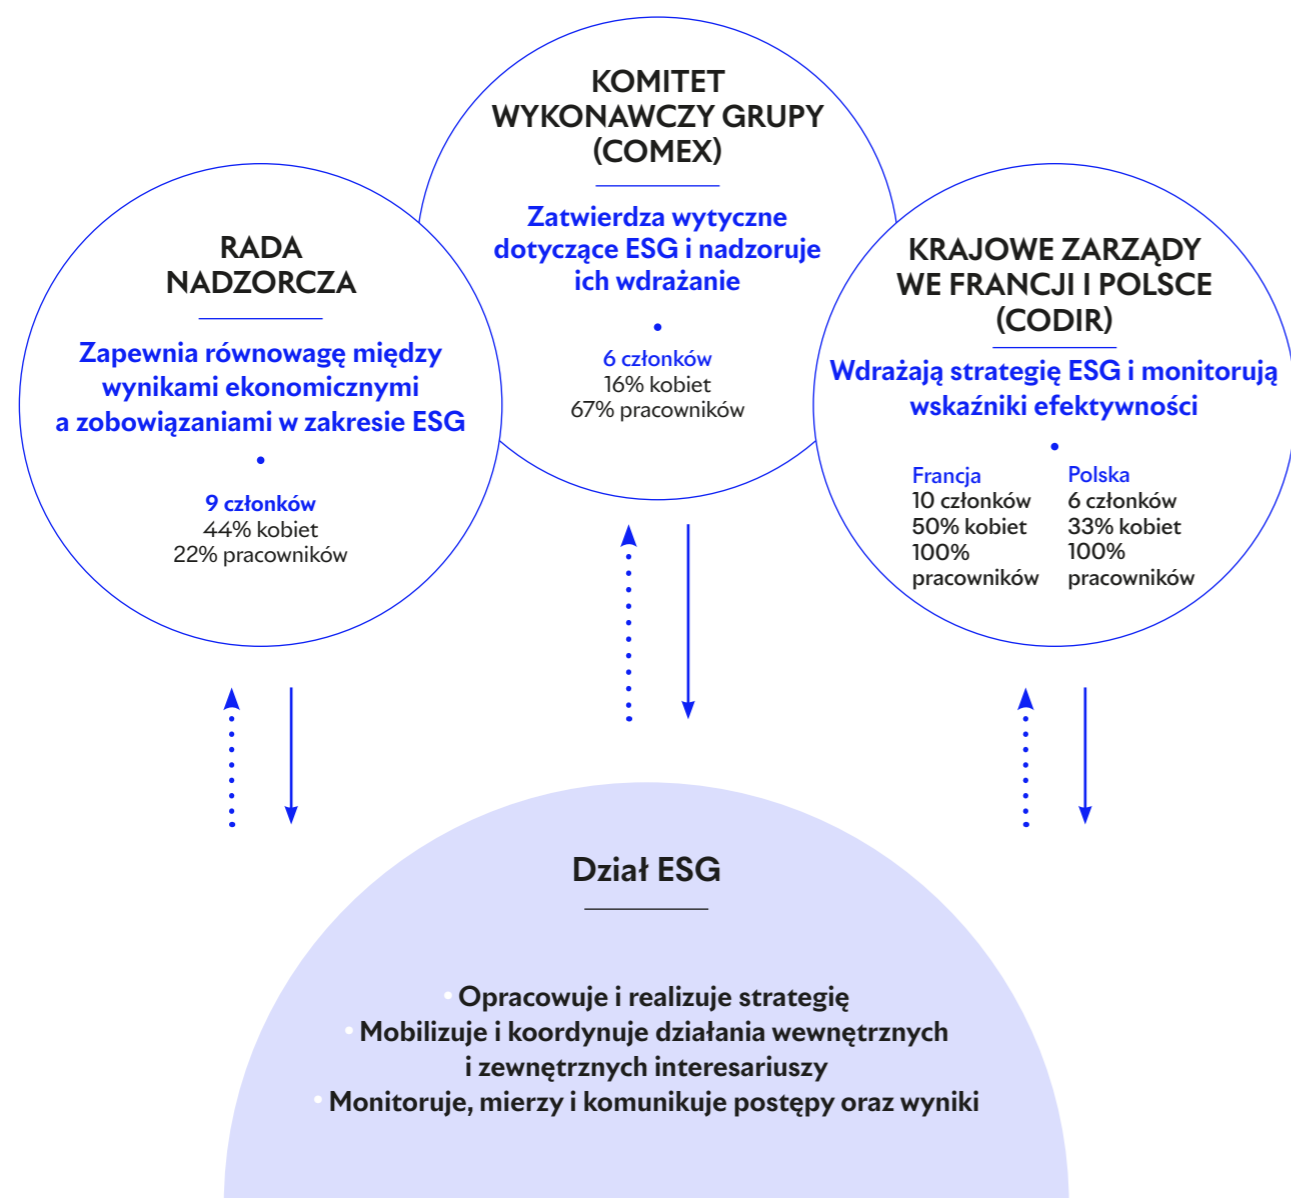 KOMITET
WYKONAWCZY GRUPY
(COMEX)
Zatwierdza wytyczne
dotyczące ESG i nadzoruje
ich wdrażanie
•
6 członków
16% kobiet
67% pracowników
RADA
NADZORCZA
Zapewnia równowagę między
wynikami ekonomicznymi
a zobowiązaniami w zakresie ESG
•
9 członków
44% kobiet
22% pracowników
KRAJOWE ZARZĄDY
WE FRANCJI I POLSCE
(CODIR)
Wdrażają strategię ESG i monitorują
wskaźniki efektywności
•
Francja
10 członków
50% kobiet
100%
pracowników
Polska
6 członków
33% kobiet
100%
pracowników
Dział ESG
• Opracowuje i realizuje strategię
• Mobilizuje i koordynuje działania wewnętrznych
i zewnętrznych interesariuszy
• Monitoruje, mierzy i komunikuje postępy oraz wyniki